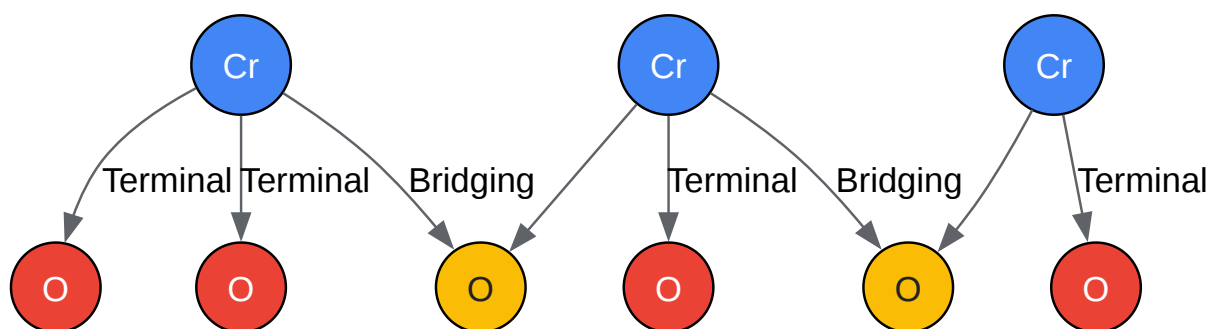 Cr Cr Cr
Terminal Terminal Bridging Terminal Bridging Terminal
O O O O O O